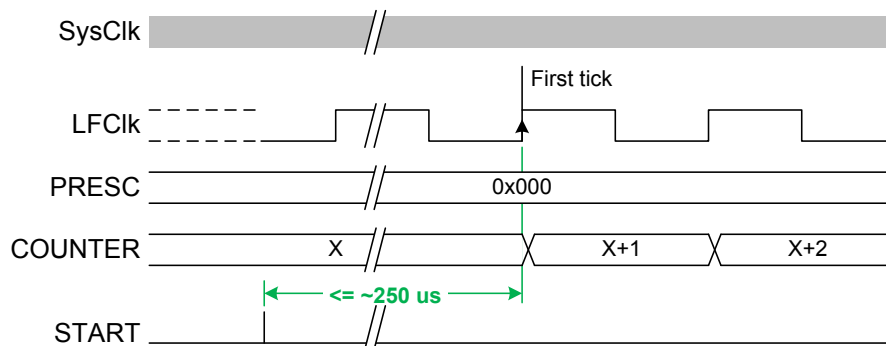 SysClk
First tick
LFClk
PRESC 0x000
COUNTER X X+1 X+2
<= ~250 us
START